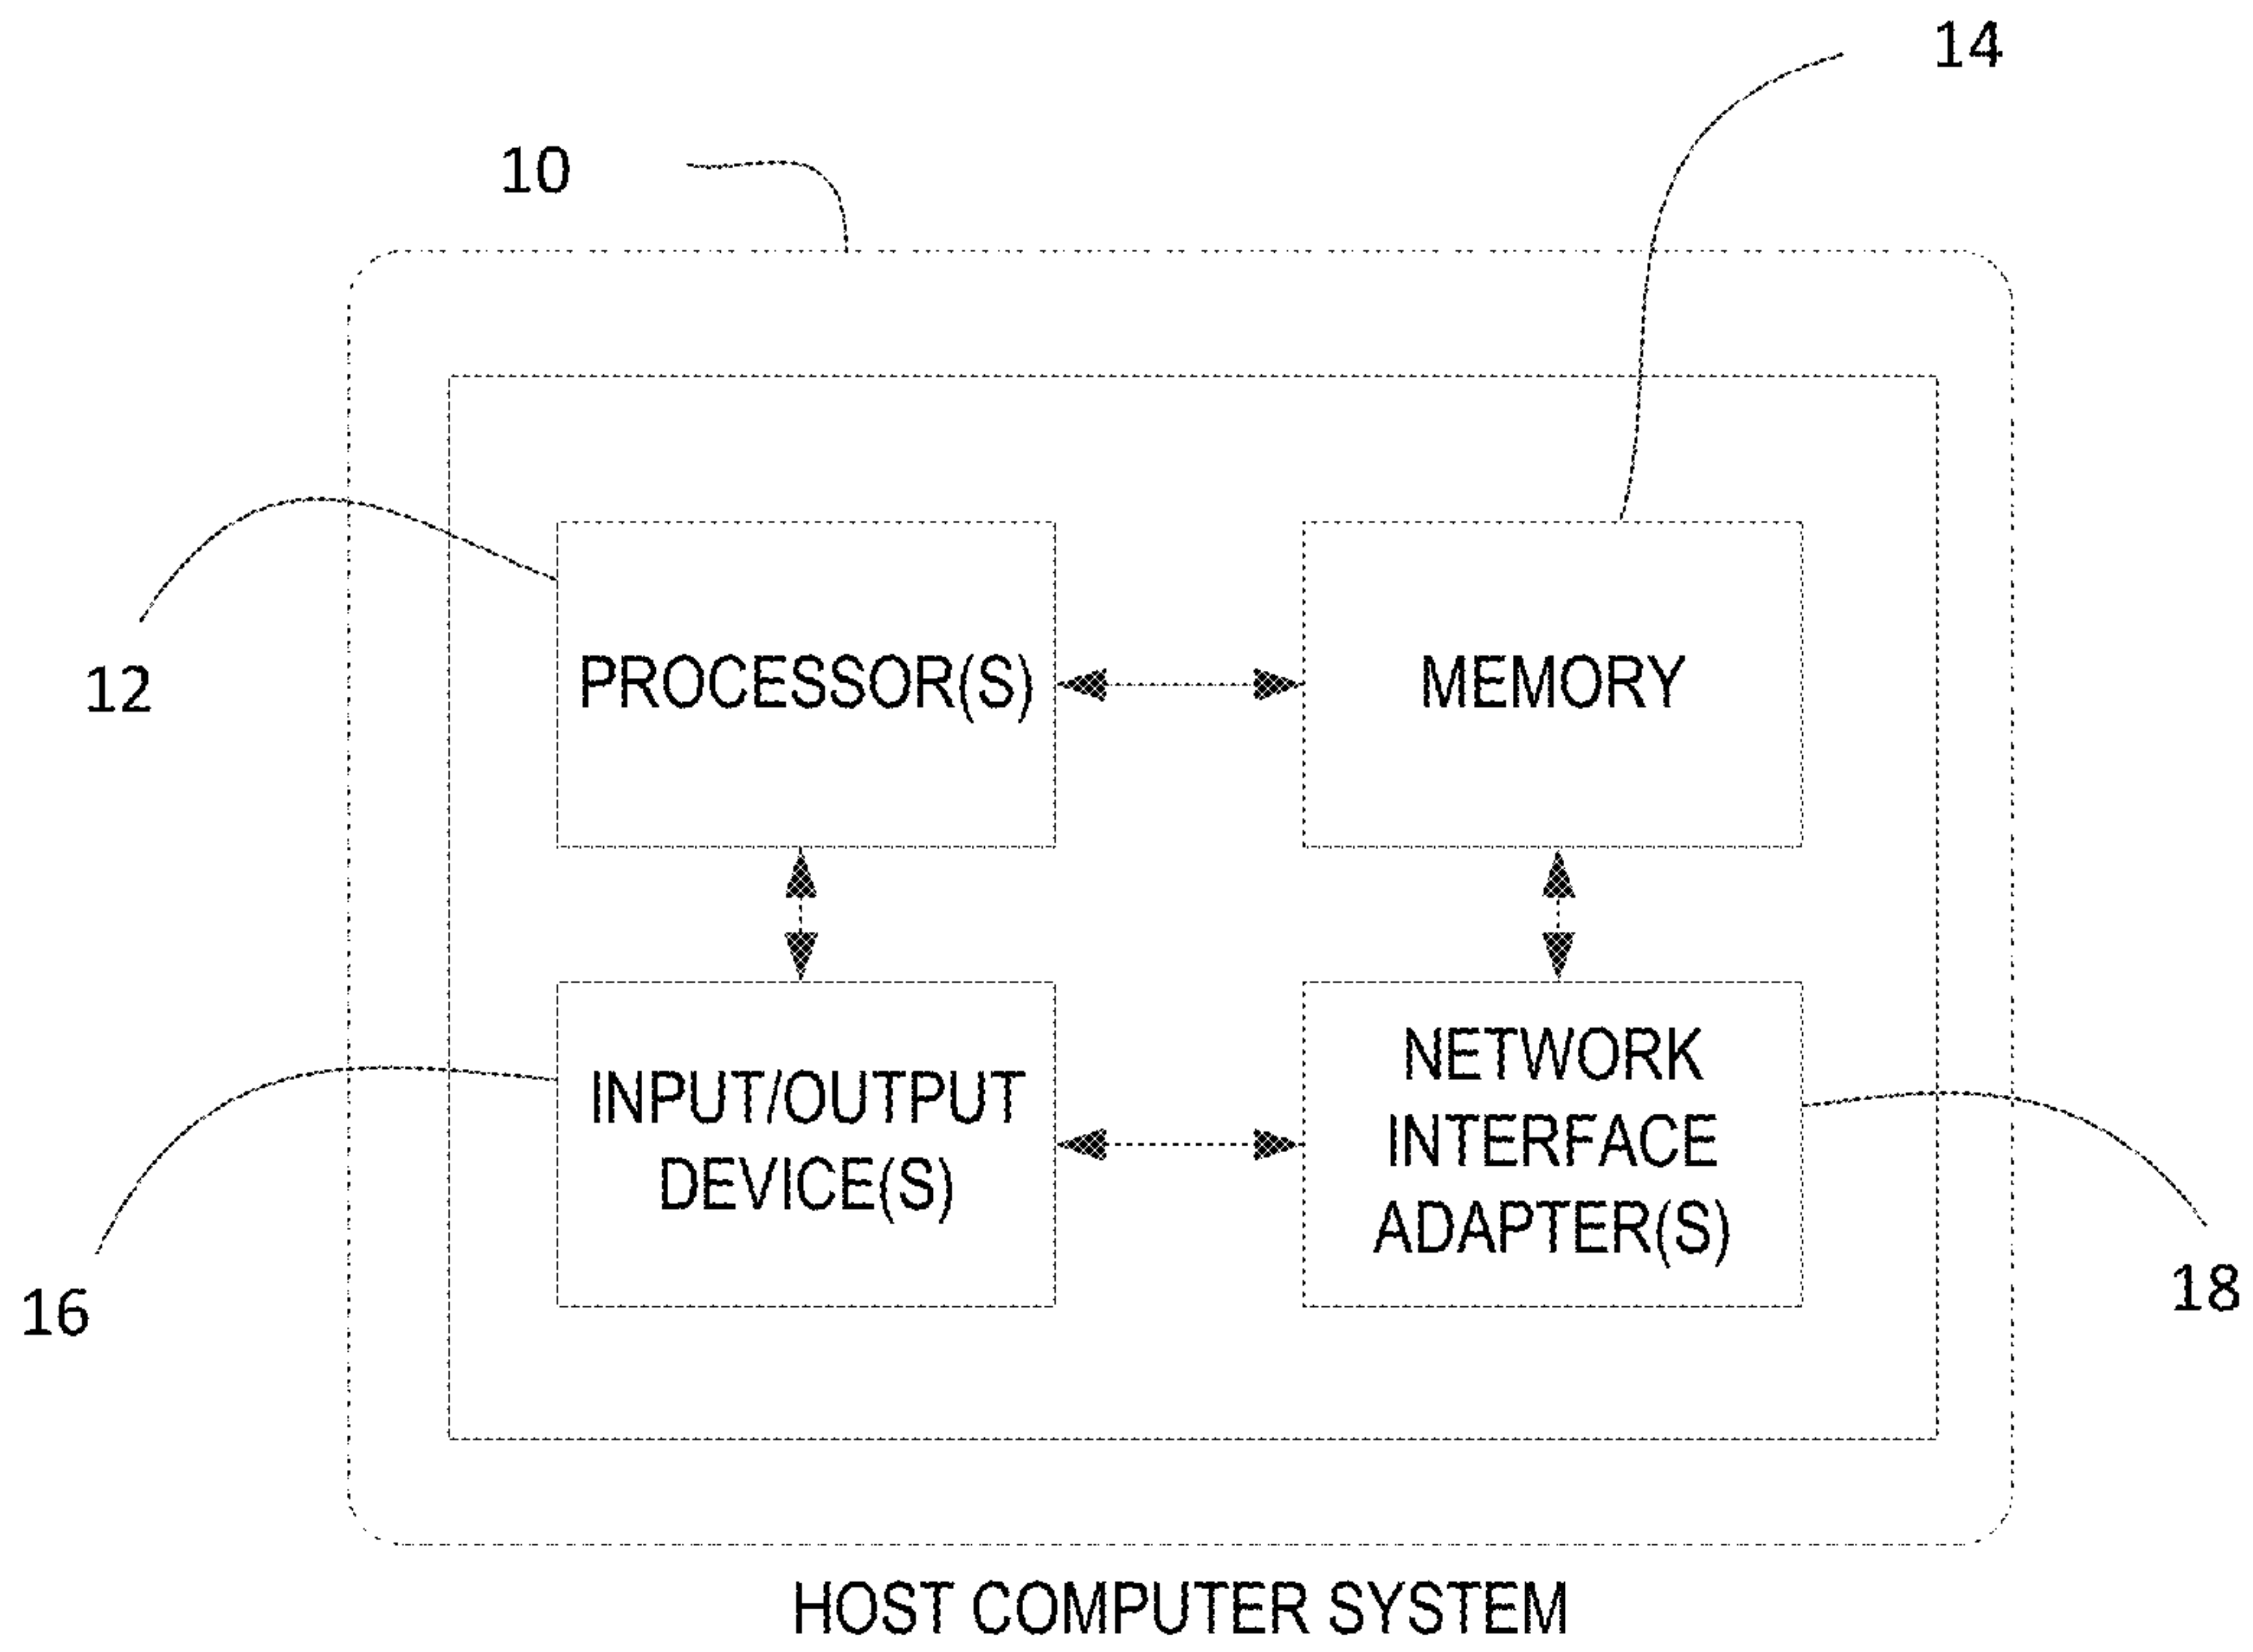 14
10
12
PROCESSOR(S)
MEMORY
INPUT/OUTPUT
DEVICE(S)
NETWORK
INTERFACE
ADAPTER(S)
16
18
HOST COMPUTER SYSTEM